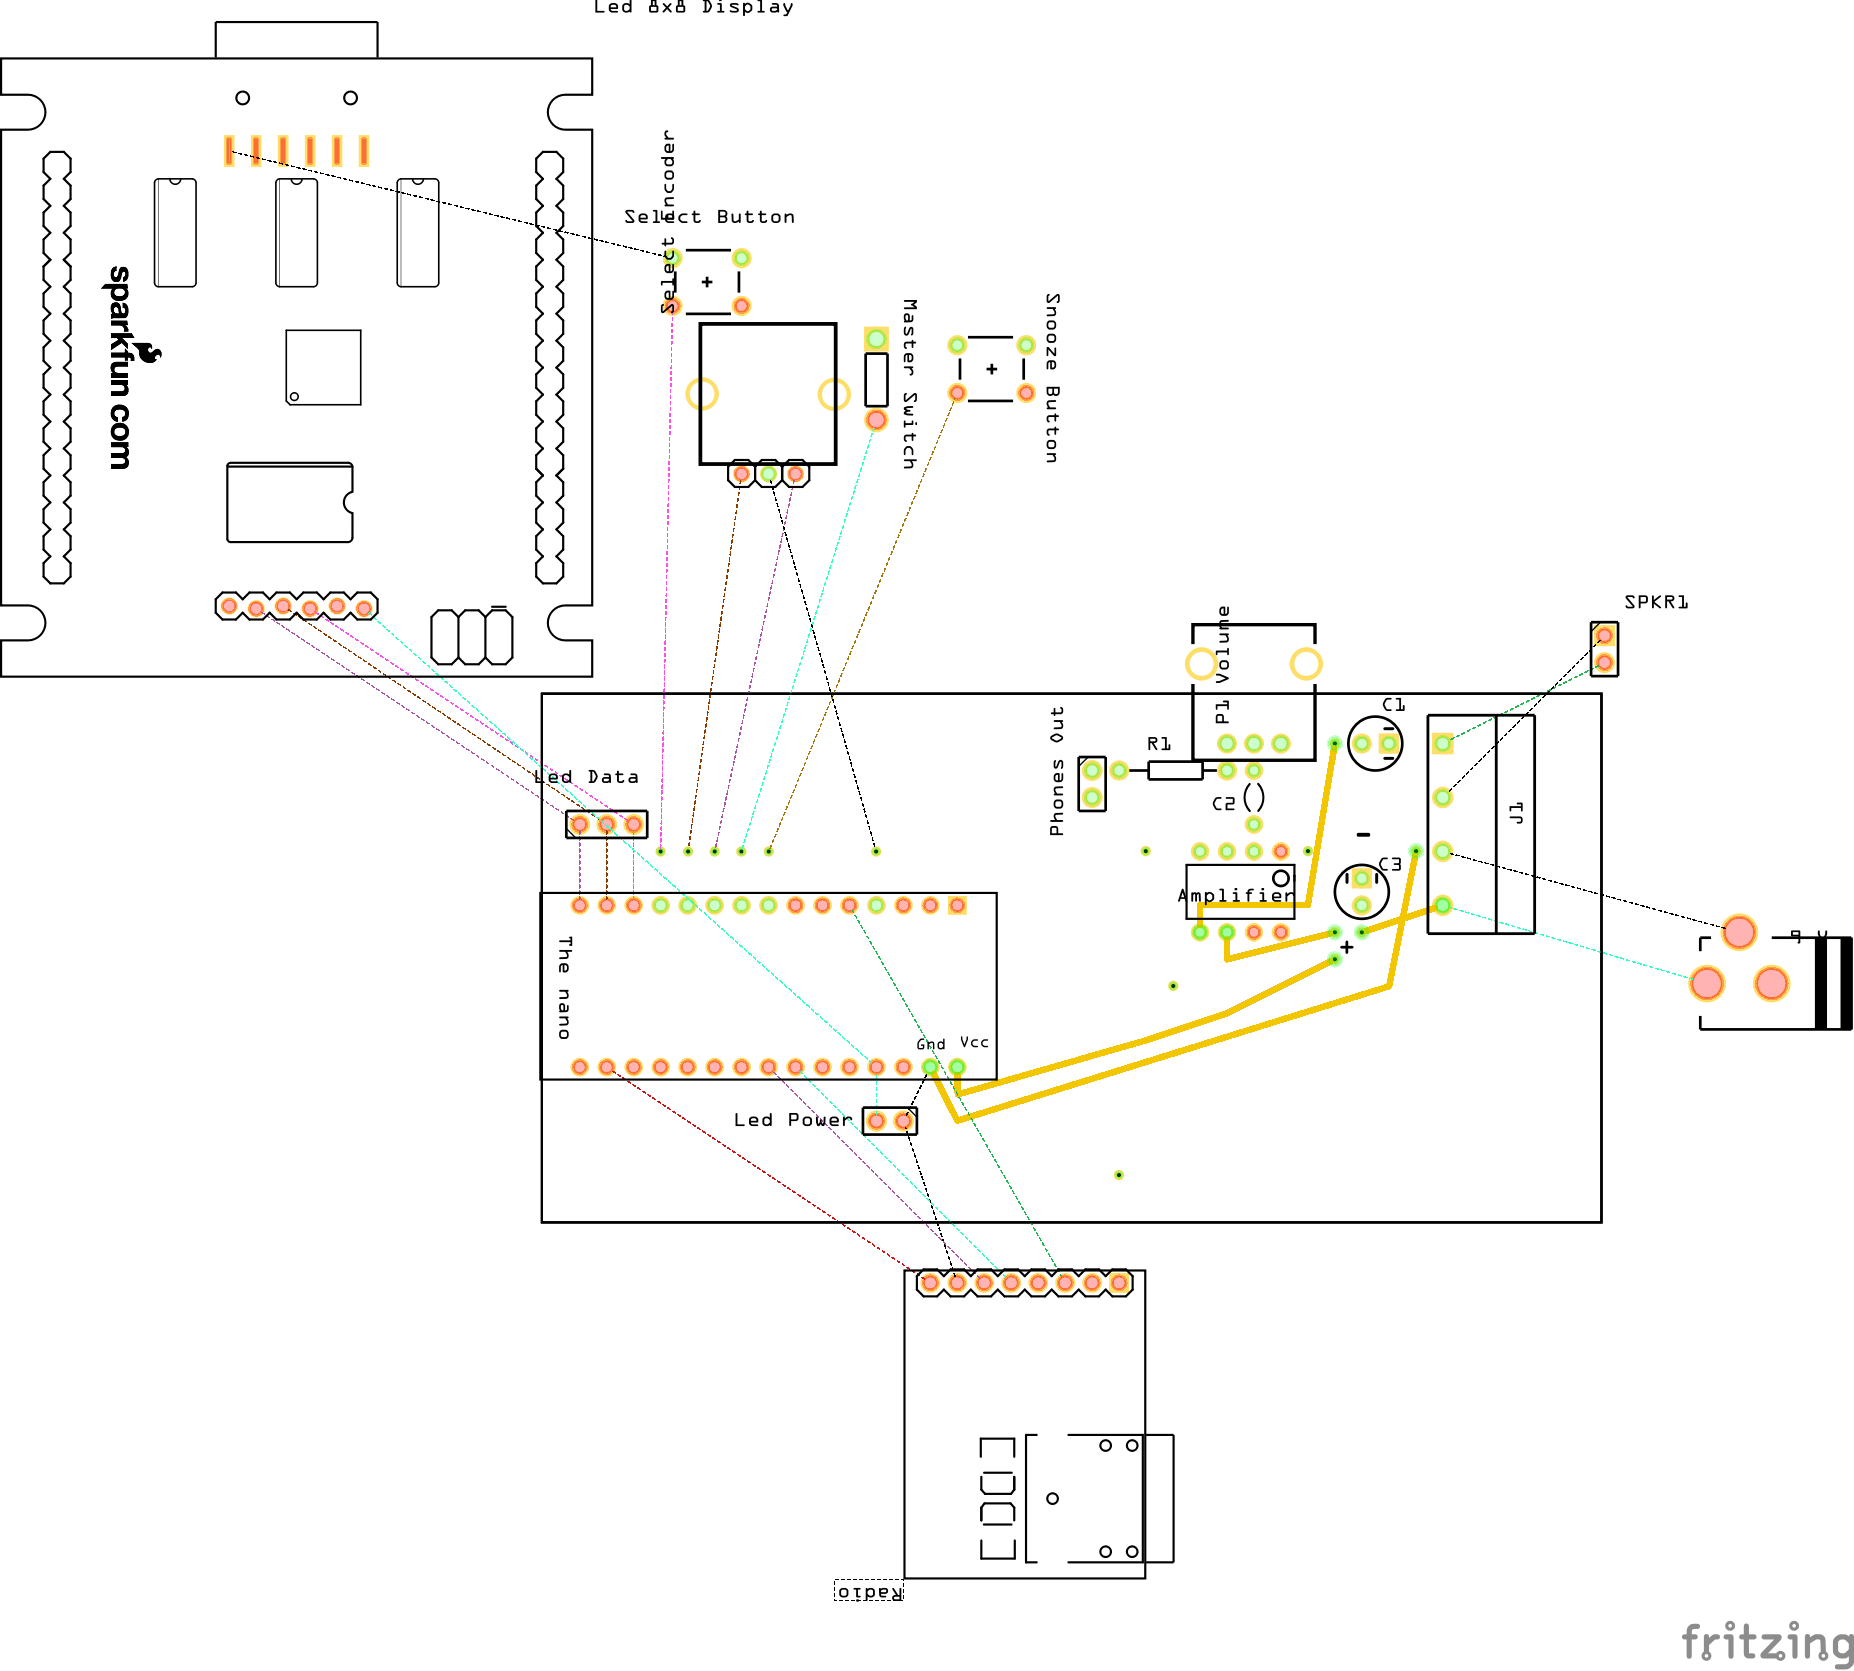 Led 8x8 Display
Select Encoder
Select Button
Master Switch
Snooze Button
sparkfun.com
SPKR1
P1 Volume
C1
Phones Out
R1
C2
J1
Led Data
C3
Amplifier
+
The nano
Gnd
Vcc
Led Power
Radio
fritzing